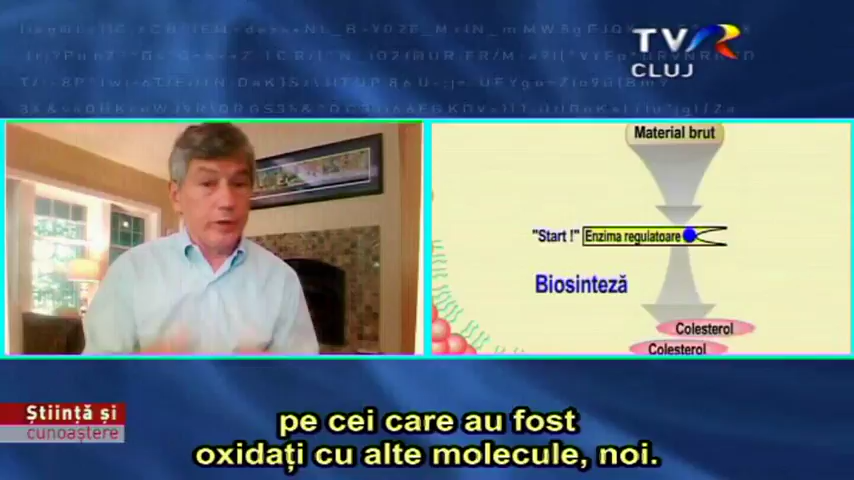 TVR
CLUJ
Material brut
"Start !" Enzima regulatoare
Biosinteză
Colesterol
Colesterol
Știință și
cunoaștere
pe cei care au fost
oxidați cu alte molecule, noi.